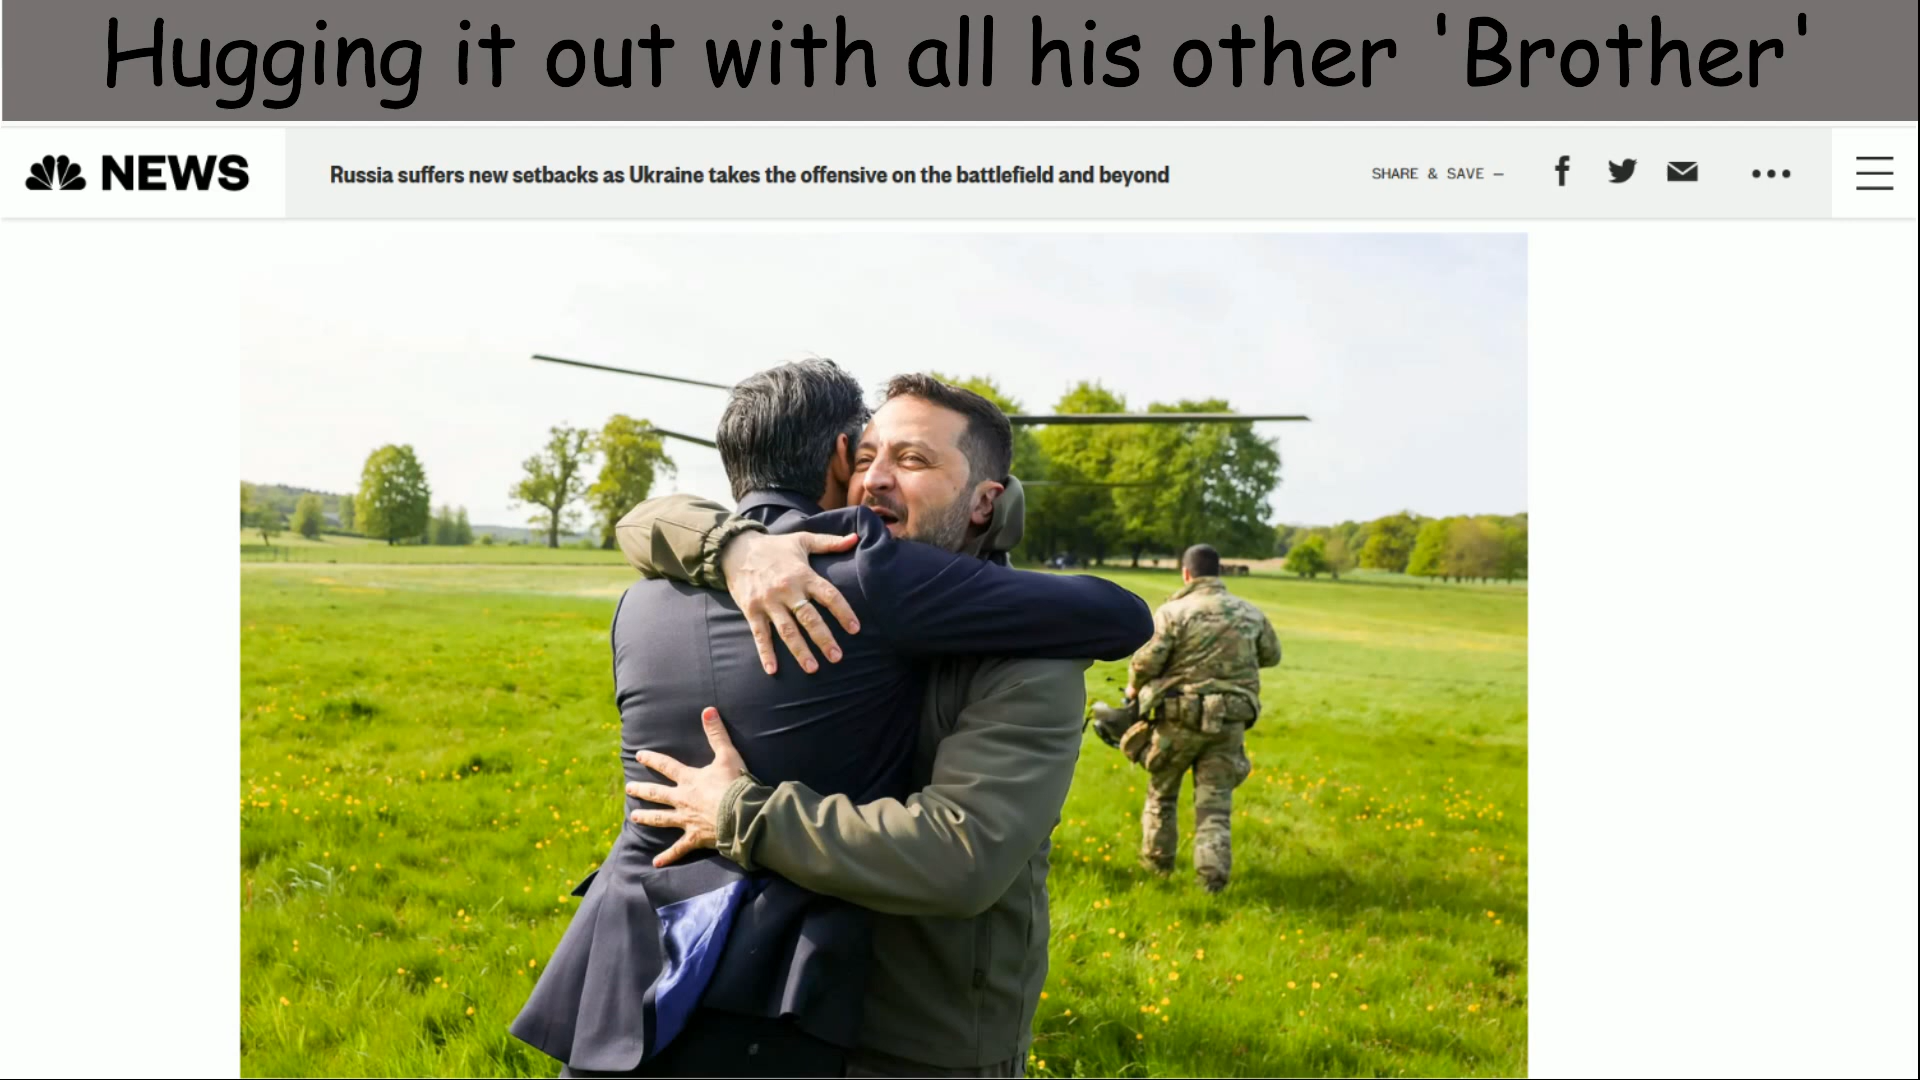 Hugging it out with all his other 'Brother'
NEWS
Russia suffers new setbacks as Ukraine takes the offensive on the battlefield and beyond
SHARE & SAVE —